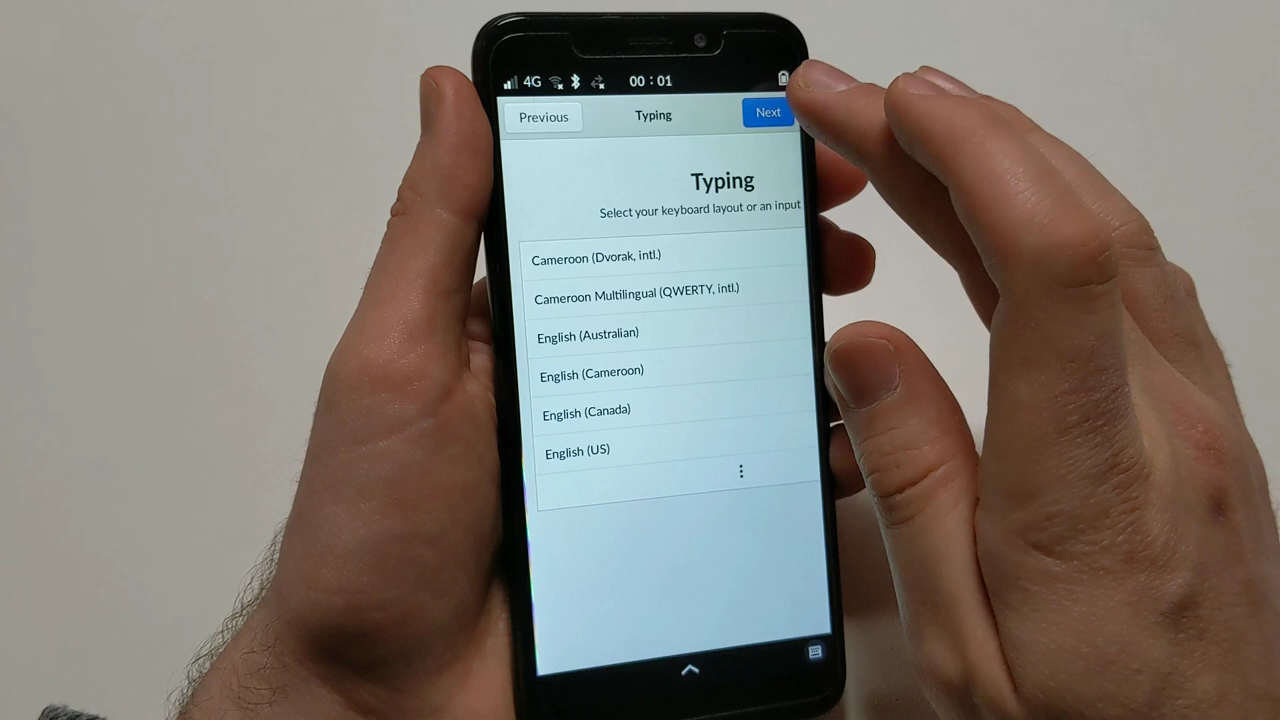 4G 00 : 01
Previous Typing Next
Typing
Select your keyboard layout or an input
Cameroon (Dvorak, intl.)
Cameroon Multilingual (QWERTY, intl.)
English (Australian)
English (Cameroon)
English (Canada)
English (US)